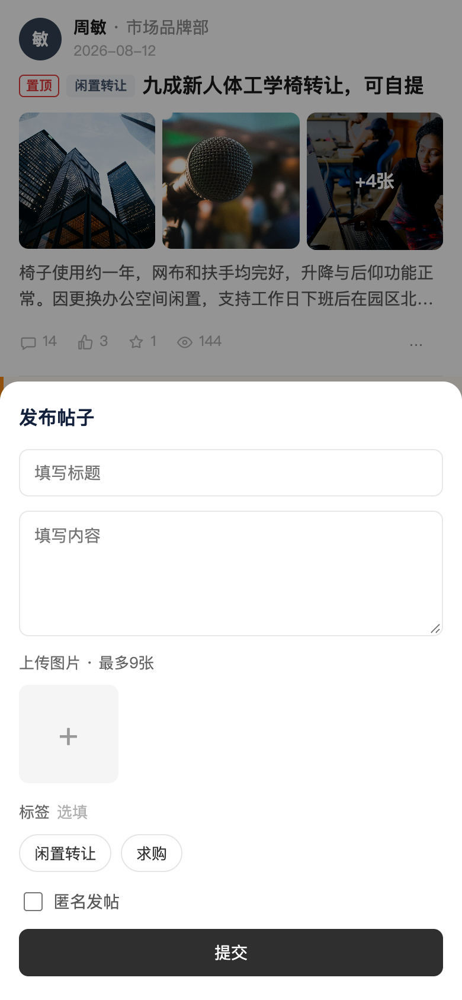 敏
周敏 · 市场品牌部
2026-08-12
置顶 闲置转让 九成新人体工学椅转让，可自提
+4张
椅子使用约一年，网布和扶手均完好，升降与后仰功能正
常。因更换办公空间闲置，支持工作日下班后在园区北...
14 3 1 144 ...
发布帖子
填写标题
填写内容
上传图片 · 最多9张
+
标签 选填
闲置转让 求购
匿名发帖
提交